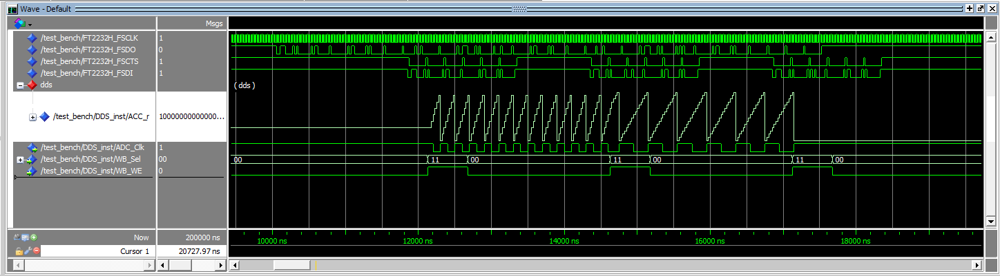 Wave - Default
Msgs
/test_bench/FT2232H_FSCLK 1
/test_bench/FT2232H_FSDO 0
/test_bench/FT2232H_FSCTS 1
/test_bench/FT2232H_FSDI 1
dds (dds)
/test_bench/DDS_inst/ACC_r 10000000000000...
/test_bench/DDS_inst/ADC_Clk 1
/test_bench/DDS_inst/WB_Sel 00 00 11 00 11 00 11 00
/test_bench/DDS_inst/WB_WE 0
Now 200000 ns 10000 ns 12000 ns 14000 ns 16000 ns 18000 ns
Cursor 1 20727.97 ns